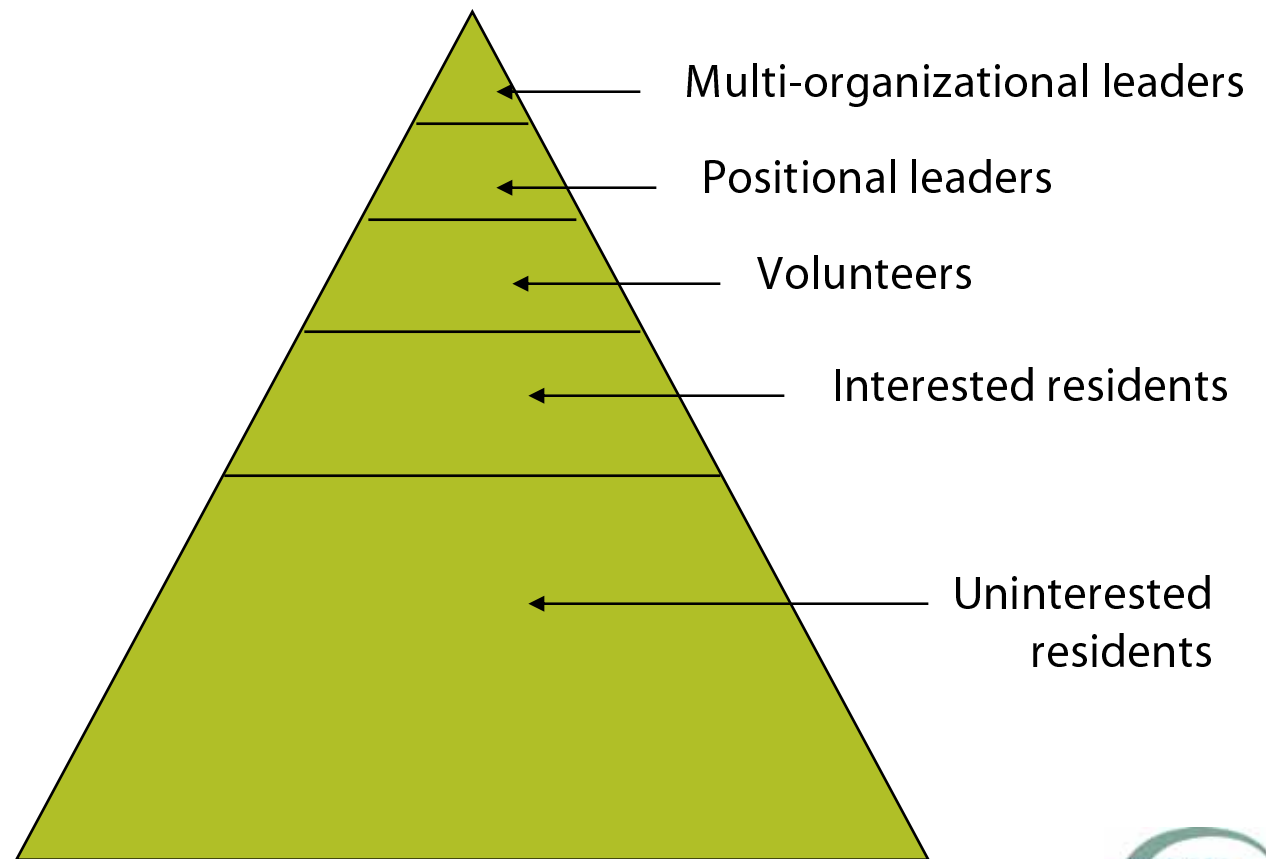 Multi-organizational leaders
Positional leaders
Volunteers
Interested residents
Uninterested
residents